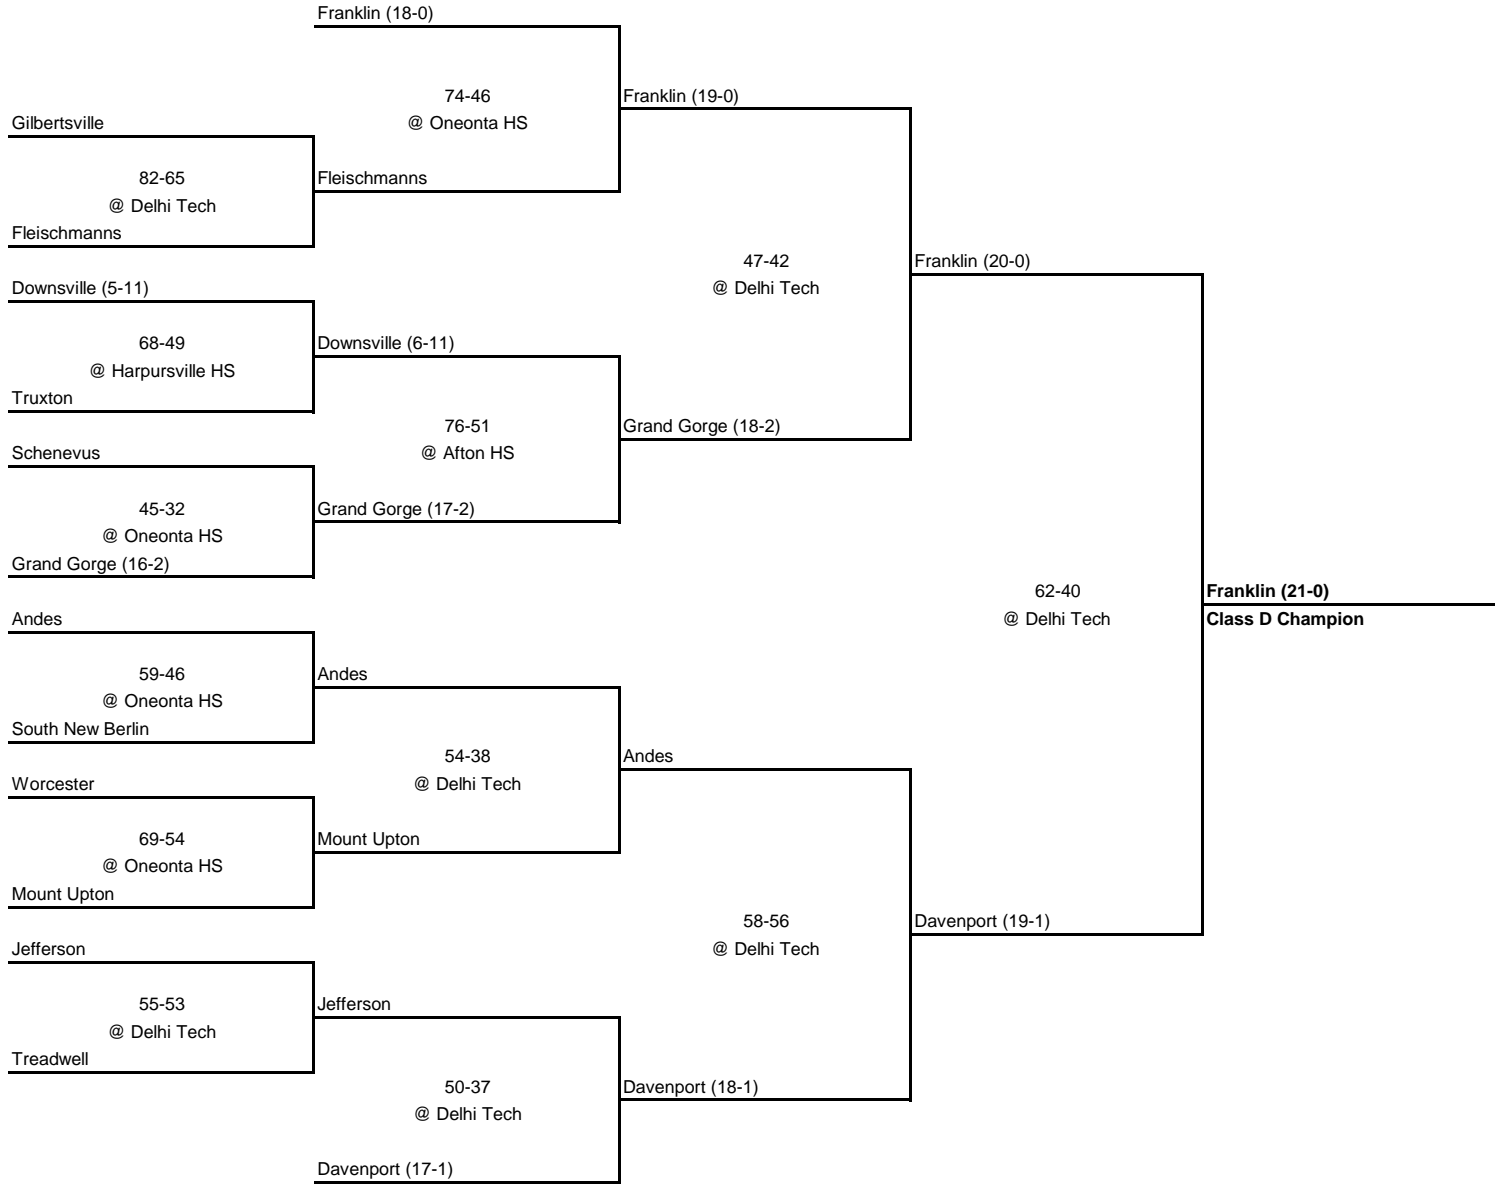 Franklin (18-0)
74-46
@ Oneonta HS
Franklin (19-0)
Gilbertsville
82-65
@ Delhi Tech
Fleischmanns
Fleischmanns
47-42
@ Delhi Tech
Franklin (20-0)
Downsville (5-11)
68-49
@ Harpursville HS
Downsville (6-11)
Truxton
76-51
@ Afton HS
Grand Gorge (18-2)
Schenevus
45-32
@ Oneonta HS
Grand Gorge (17-2)
Grand Gorge (16-2)
62-40
@ Delhi Tech
Franklin (21-0)
Class D Champion
Andes
59-46
@ Oneonta HS
Andes
South New Berlin
54-38
@ Delhi Tech
Andes
Worcester
69-54
@ Oneonta HS
Mount Upton
Mount Upton
58-56
@ Delhi Tech
Davenport (19-1)
Jefferson
55-53
@ Delhi Tech
Jefferson
Treadwell
50-37
@ Delhi Tech
Davenport (18-1)
Davenport (17-1)